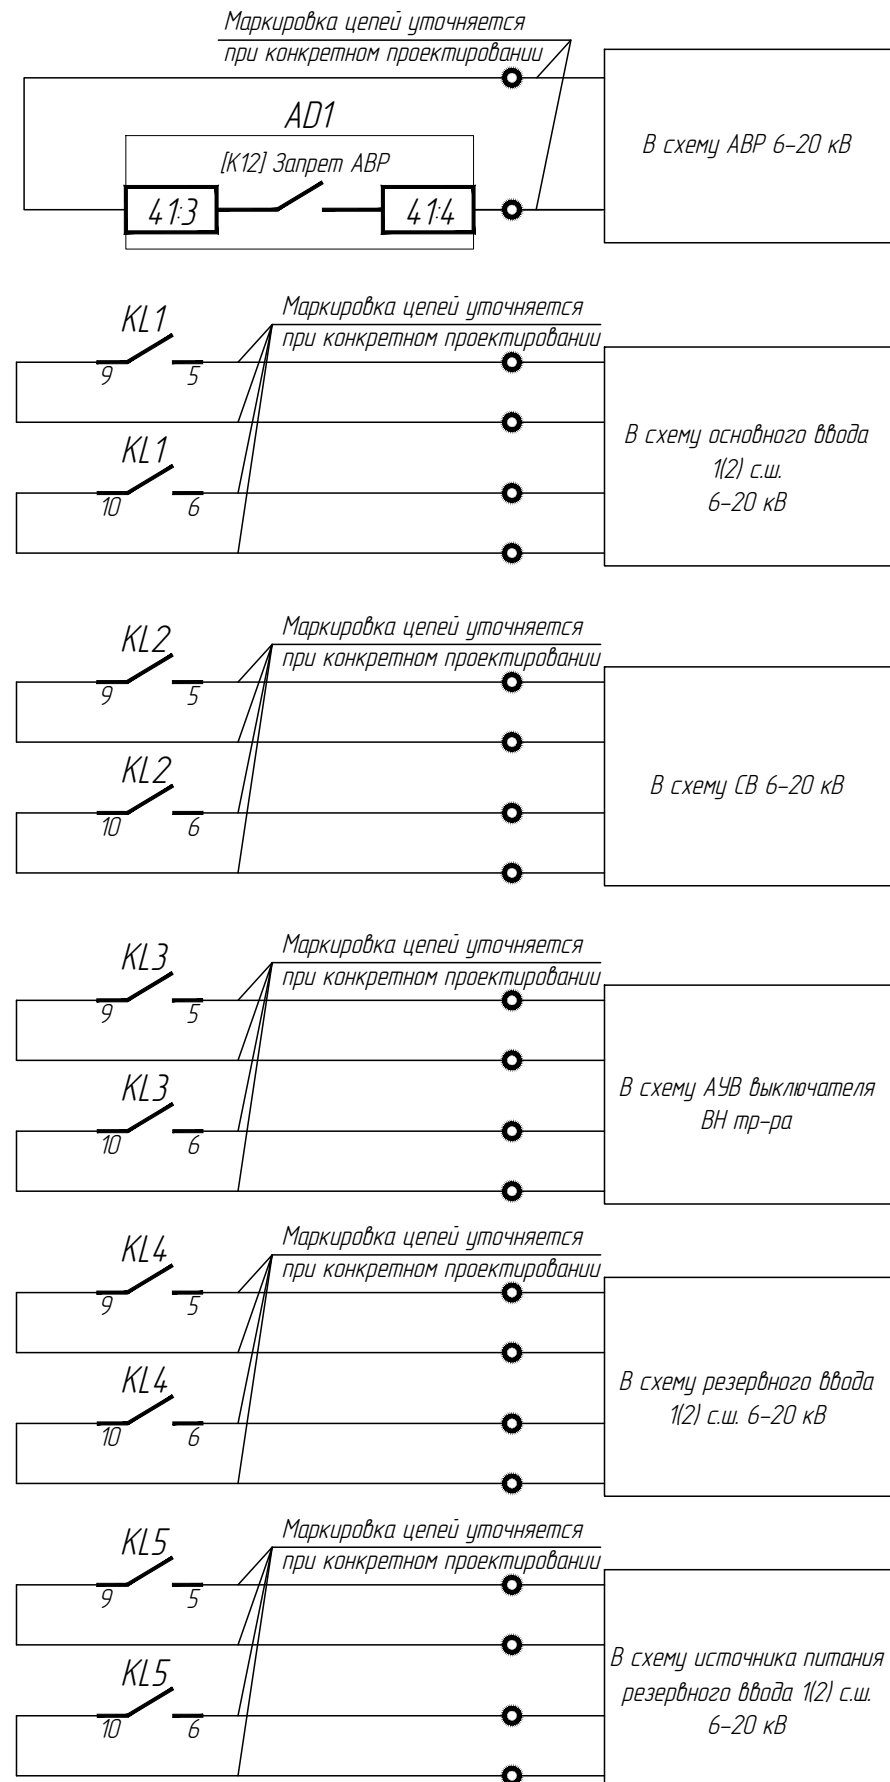 Маркировка цепей уточняется
при конкретном проектировании
AD1
[K12] Запрет АВР
41:3
41:4
В схему АВР 6-20 кВ
Маркировка цепей уточняется
при конкретном проектировании
KL1
9
5
KL1
10
6
В схему основного ввода
1(2) с.ш.
6-20 кВ
Маркировка цепей уточняется
при конкретном проектировании
KL2
9
5
KL2
10
6
В схему СВ 6-20 кВ
Маркировка цепей уточняется
при конкретном проектировании
KL3
9
5
KL3
10
6
В схему АУВ выключателя
ВН тр-ра
Маркировка цепей уточняется
при конкретном проектировании
KL4
9
5
KL4
10
6
В схему резервного ввода
1(2) с.ш. 6-20 кВ
Маркировка цепей уточняется
при конкретном проектировании
KL5
9
5
KL5
10
6
В схему источника питания
резервного ввода 1(2) с.ш.
6-20 кВ